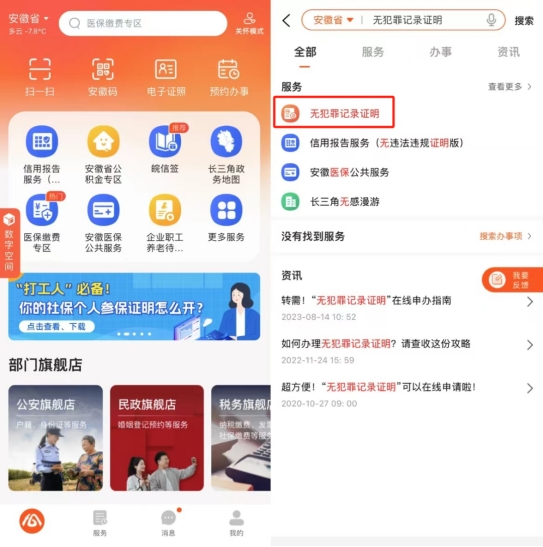 安徽省
多云 -7.8°C
医保缴费专区
关怀模式
扫一扫
安徽码
电子证照
预约办事
信用报告
服务（...
安徽省公
积金专区
推荐
皖信签
长三角政
务地图
热门
医保缴费
专区
安徽医保
公共服务
企业职工
养老待...
更多服务
数字空间
“打工人”必备！
你的社保个人参保证明怎么开？
点击查看、下载
部门旗舰店
公安旗舰店
户籍、身份证等服务
民政旗舰店
婚姻登记预约等服务
税务旗舰店
纳税缴费、发
社保缴费等服
服务
消息
我的
安徽省
无犯罪记录证明
搜索
全部
服务
办事
资讯
服务
查看更多
无犯罪记录证明
信用报告服务（无违法违规证明版）
安徽医保公共服务
长三角无感漫游
没有找到服务
搜索办事项
资讯
我要
反馈
转需！“无犯罪记录证明”在线申办指南
2023-08-14 10:52
如何办理无犯罪记录证明？请查收这份攻略
2022-11-24 15:59
超方便！“无犯罪记录证明”可以在线申请啦！
2020-10-27 09:00